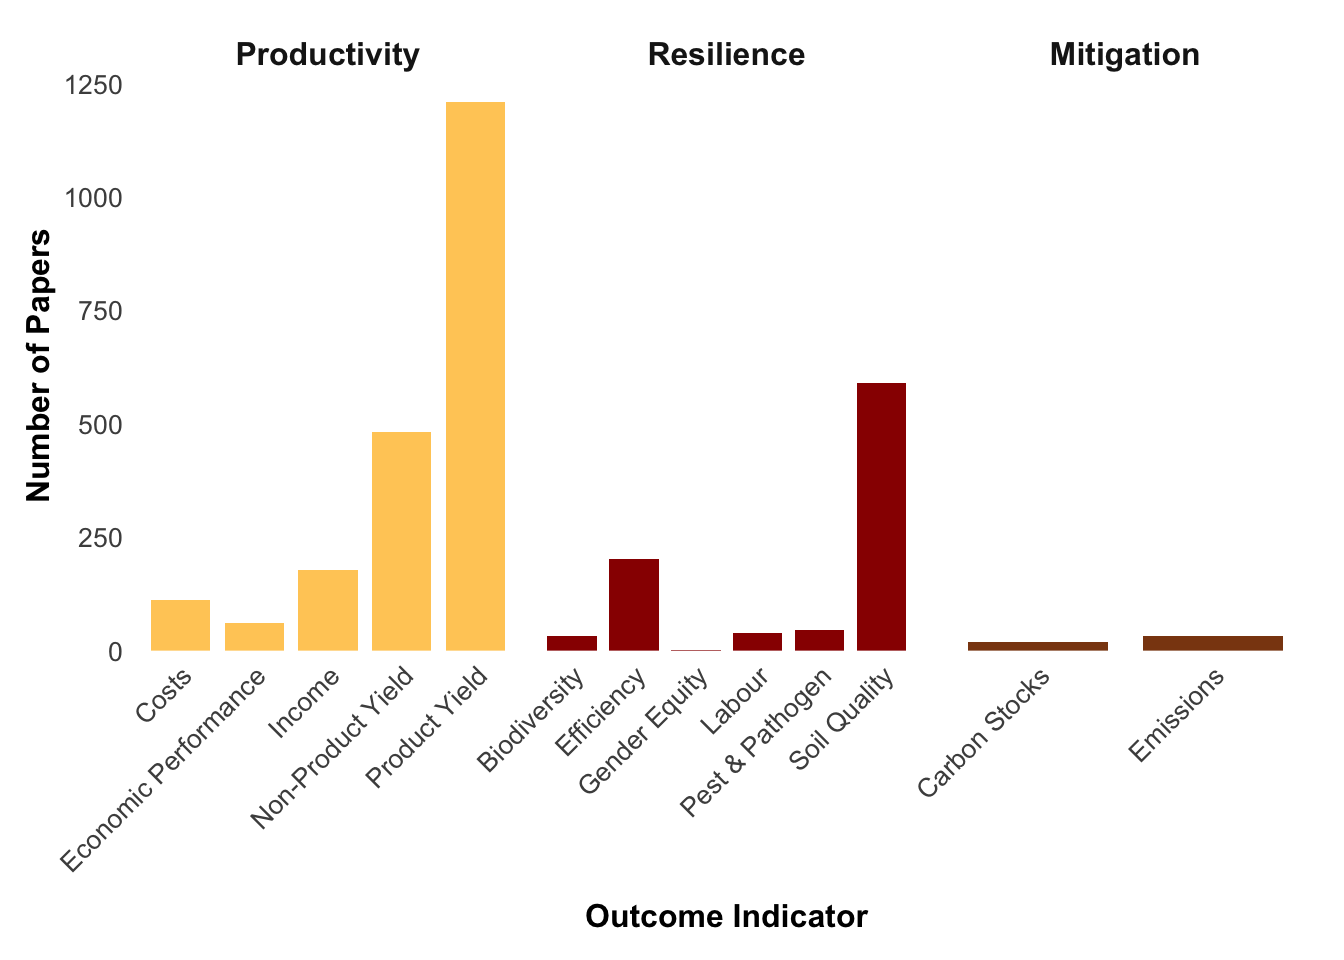 Productivity
Resilience
Mitigation
1250
1000
750
500
250
0
Number of Papers
Costs
Economic Performance
Income
Non-Product Yield
Product Yield
Biodiversity
Efficiency
Gender Equity
Labour
Pest & Pathogen
Soil Quality
Carbon Stocks
Emissions
Outcome Indicator